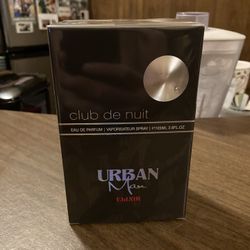 club de nuit
EAU DE PARFUM | VAPORISATEUR SPRAY | 105ML 3.6FL.OZ
URBAN
Man
ELIXIR